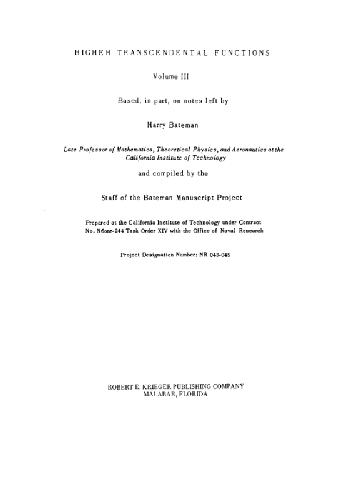 HIGHER TRANSCENDENTAL FUNCTIONS
Volume III
Based, in part, on notes left by
Harry Bateman
Late Professor of Mathematics, Theoretical Physics, and Aeronautics at the
California Institute of Technology
and compiled by the
Staff of the Bateman Manuscript Project
Prepared at the California Institute of Technology under Contract
No. N6onr-244 Task Order XIV with the Office of Naval Research
Project Designation Number: NR 043-045
ROBERT E. KRIEGER PUBLISHING COMPANY
MALABAR, FLORIDA